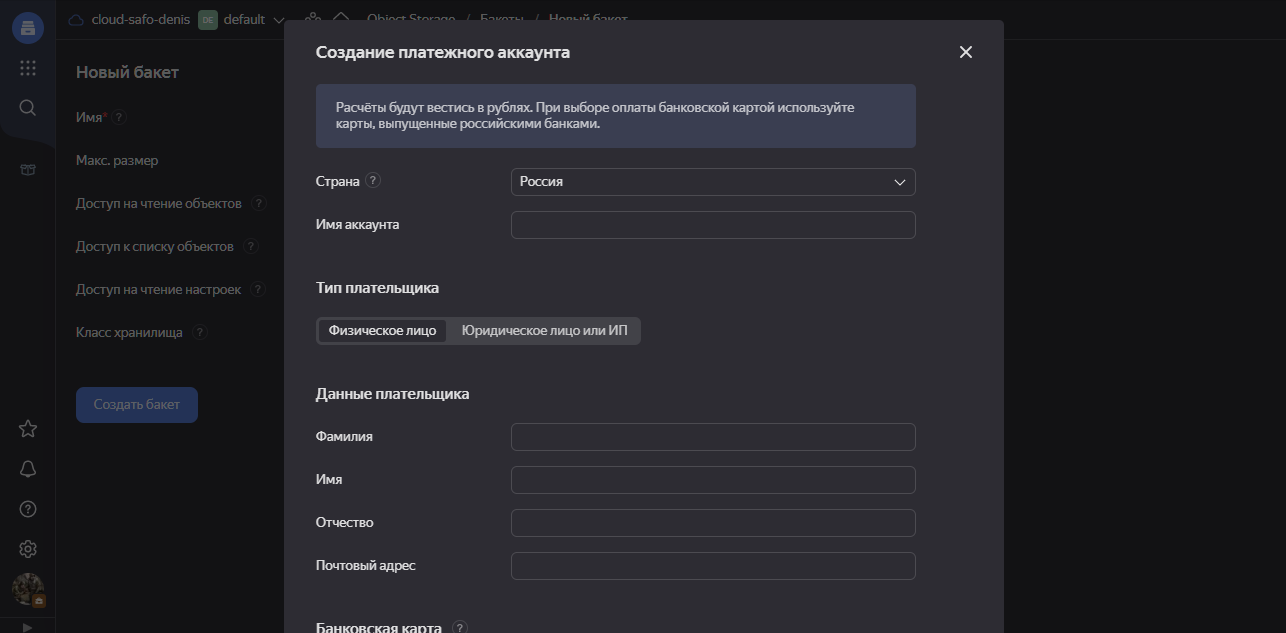 cloud-safo-denis DE default Object Storage / Бакеты / Новый бакет
Новый бакет
Имя* ?
Макс. размер
Доступ на чтение объектов ?
Доступ к списку объектов ?
Доступ на чтение настроек ?
Класс хранилища ?
Создать бакет
Создание платежного аккаунта
Расчёты будут вестись в рублях. При выборе оплаты банковской картой используйте
карты, выпущенные российскими банками.
Страна ? Россия
Имя аккаунта
Тип плательщика
Физическое лицо Юридическое лицо или ИП
Данные плательщика
Фамилия
Имя
Отчество
Почтовый адрес
Банковская карта ?